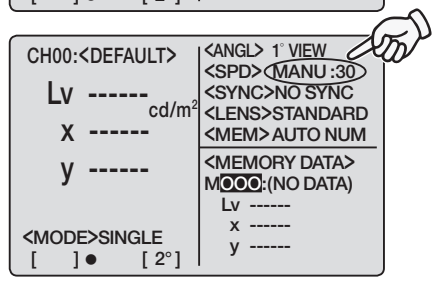 [ ]● [ 2° ]
CH00:<DEFAULT>
Lv ------
cd/m²
x ------
y ------
<MODE>SINGLE
[ ]● [ 2° ]
<ANGL> 1° VIEW
<SPD> MANU :30
<SYNC>NO SYNC
<LENS>STANDARD
<MEM> AUTO NUM
<MEMORY DATA>
M000:(NO DATA)
Lv ------
x ------
y ------